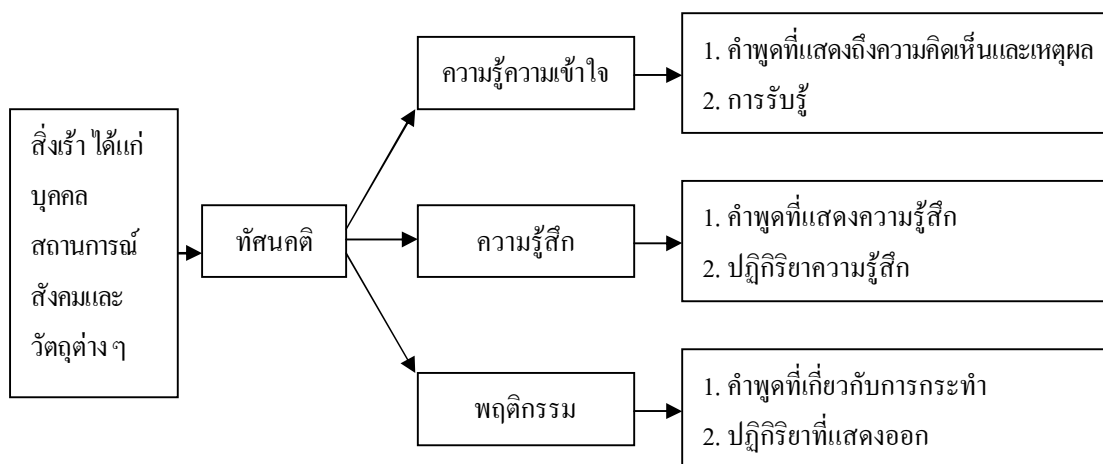 สิ่งเร้า ได้แก่
บุคคล
สถานการณ์
สังคมและ
วัตถุต่าง ๆ
ทัศนคติ
ความรู้ความเข้าใจ
1. คำพูดที่แสดงถึงความคิดเห็นและเหตุผล
2. การรับรู้
ความรู้สึก
1. คำพูดที่แสดงความรู้สึก
2. ปฏิกิริยาความรู้สึก
พฤติกรรม
1. คำพูดที่เกี่ยวกับการกระทำ
2. ปฏิกิริยาที่แสดงออก